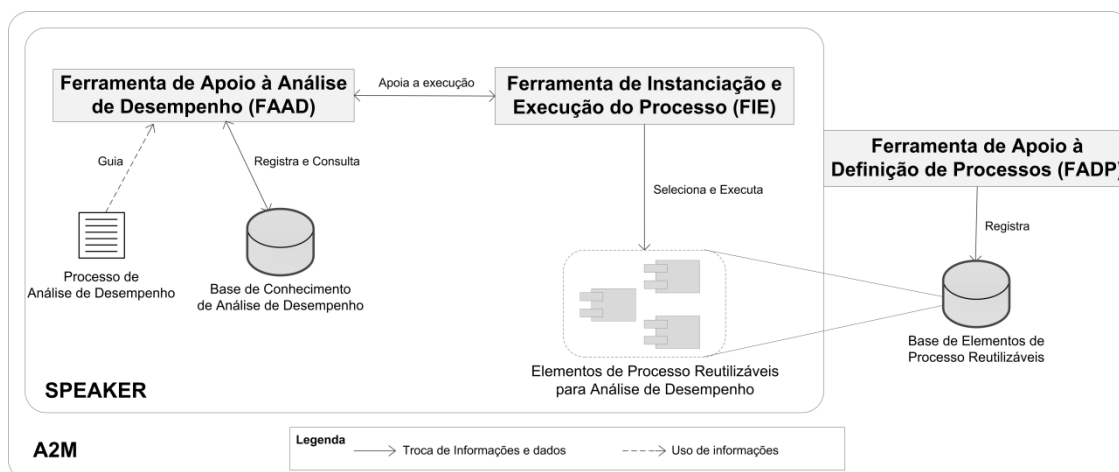 Ferramenta de Apoio à Análise
de Desempenho (FAAD)
Apoia a execução
Ferramenta de Instanciação e
Execução do Processo (FIE)
Ferramenta de Apoio à
Definição de Processos (FADP)
Guia
Registra e Consulta
Seleciona e Executa
Registra
Processo de
Análise de Desempenho
Base de Conhecimento
de Análise de Desempenho
Elementos de Processo Reutilizáveis
para Análise de Desempenho
Base de Elementos de
Processo Reutilizáveis
SPEAKER
A2M
Legenda
Troca de Informações e dados
Uso de informações